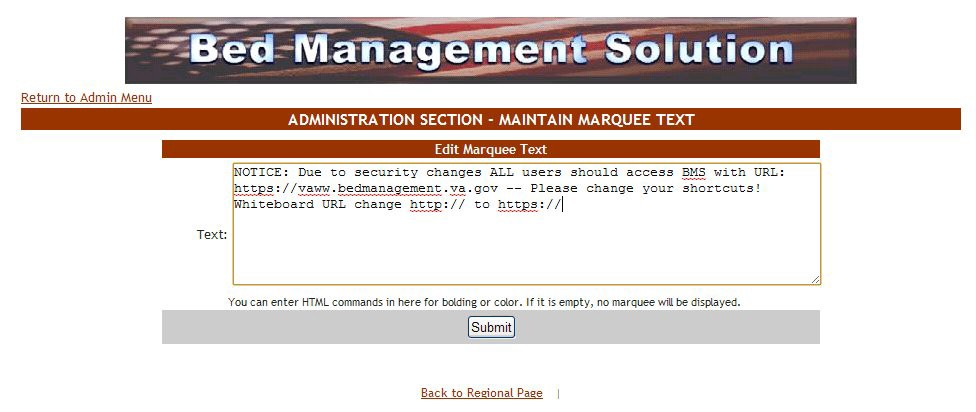 Bed Management Solution
Return to Admin Menu
ADMINISTRATION SECTION - MAINTAIN MARQUEE TEXT
Edit Marquee Text
Text:
NOTICE: Due to security changes ALL users should access BMS with URL:
https://vaww.bedmanagement.va.gov -- Please change your shortcuts!
Whiteboard URL change http:// to https://
You can enter HTML commands in here for bolding or color. If it is empty, no marquee will be displayed.
Submit
Back to Regional Page |